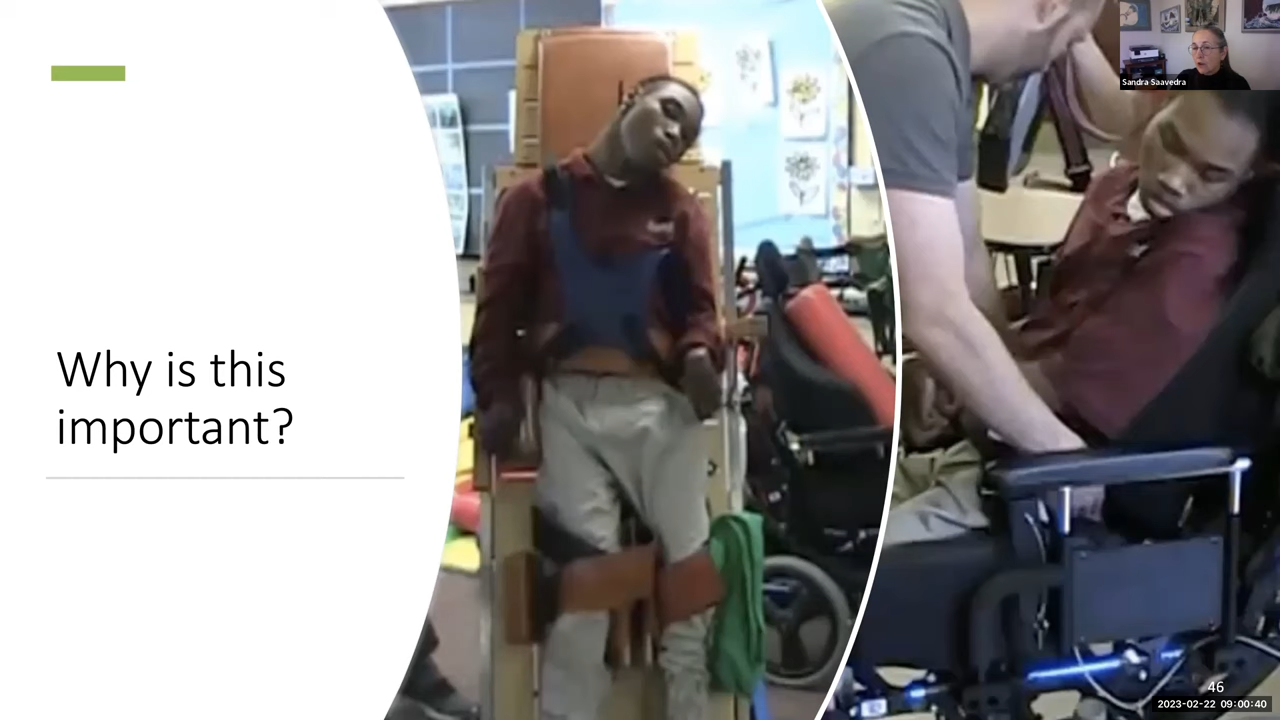 Sandra Saavedra
Why is this
important?
46
2023-02-22 09:00:40